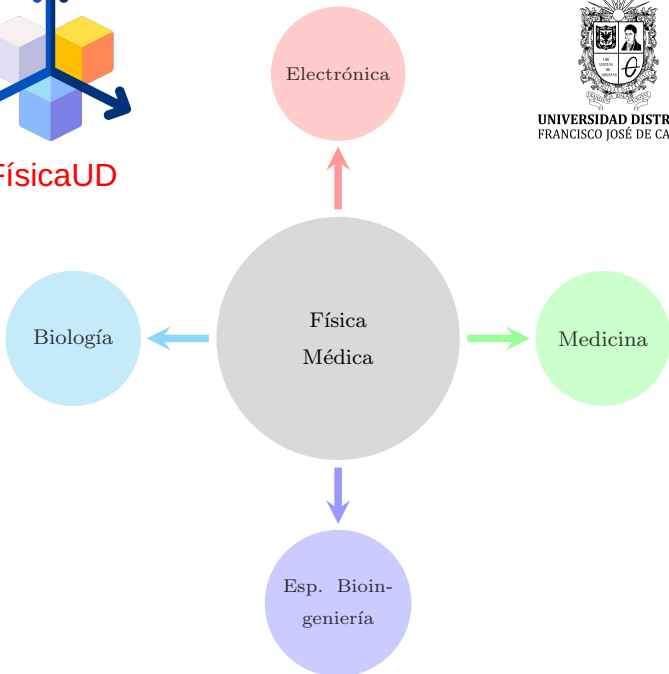 Electrónica
UNIVERSIDAD DISTR
FRANCISCO JOSÉ DE CA
FísicaUD
Física
Médica
Biología
Medicina
Esp. Bioin-
geniería